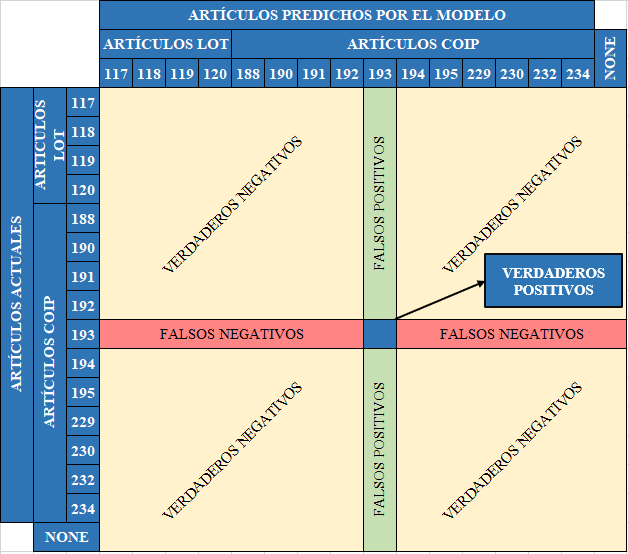 ARTÍCULOS PREDICHOS POR EL MODELO
ARTÍCULOS LOT
ARTÍCULOS COIP
NONE
117 118 119 120 188 190 191 192 193 194 195 229 230 232 234
ARTÍCULOS ACTUALES
ARTICULOS
LOT
ARTÍCULOS COIP
117
118
119
120
188
190
191
192
193
194
195
229
230
232
234
NONE
VERDADEROS NEGATIVOS
FALSOS POSITIVOS
VERDADEROS NEGATIVOS
VERDADEROS
POSITIVOS
FALSOS NEGATIVOS
FALSOS NEGATIVOS
VERDADEROS NEGATIVOS
FALSOS POSITIVOS
VERDADEROS NEGATIVOS